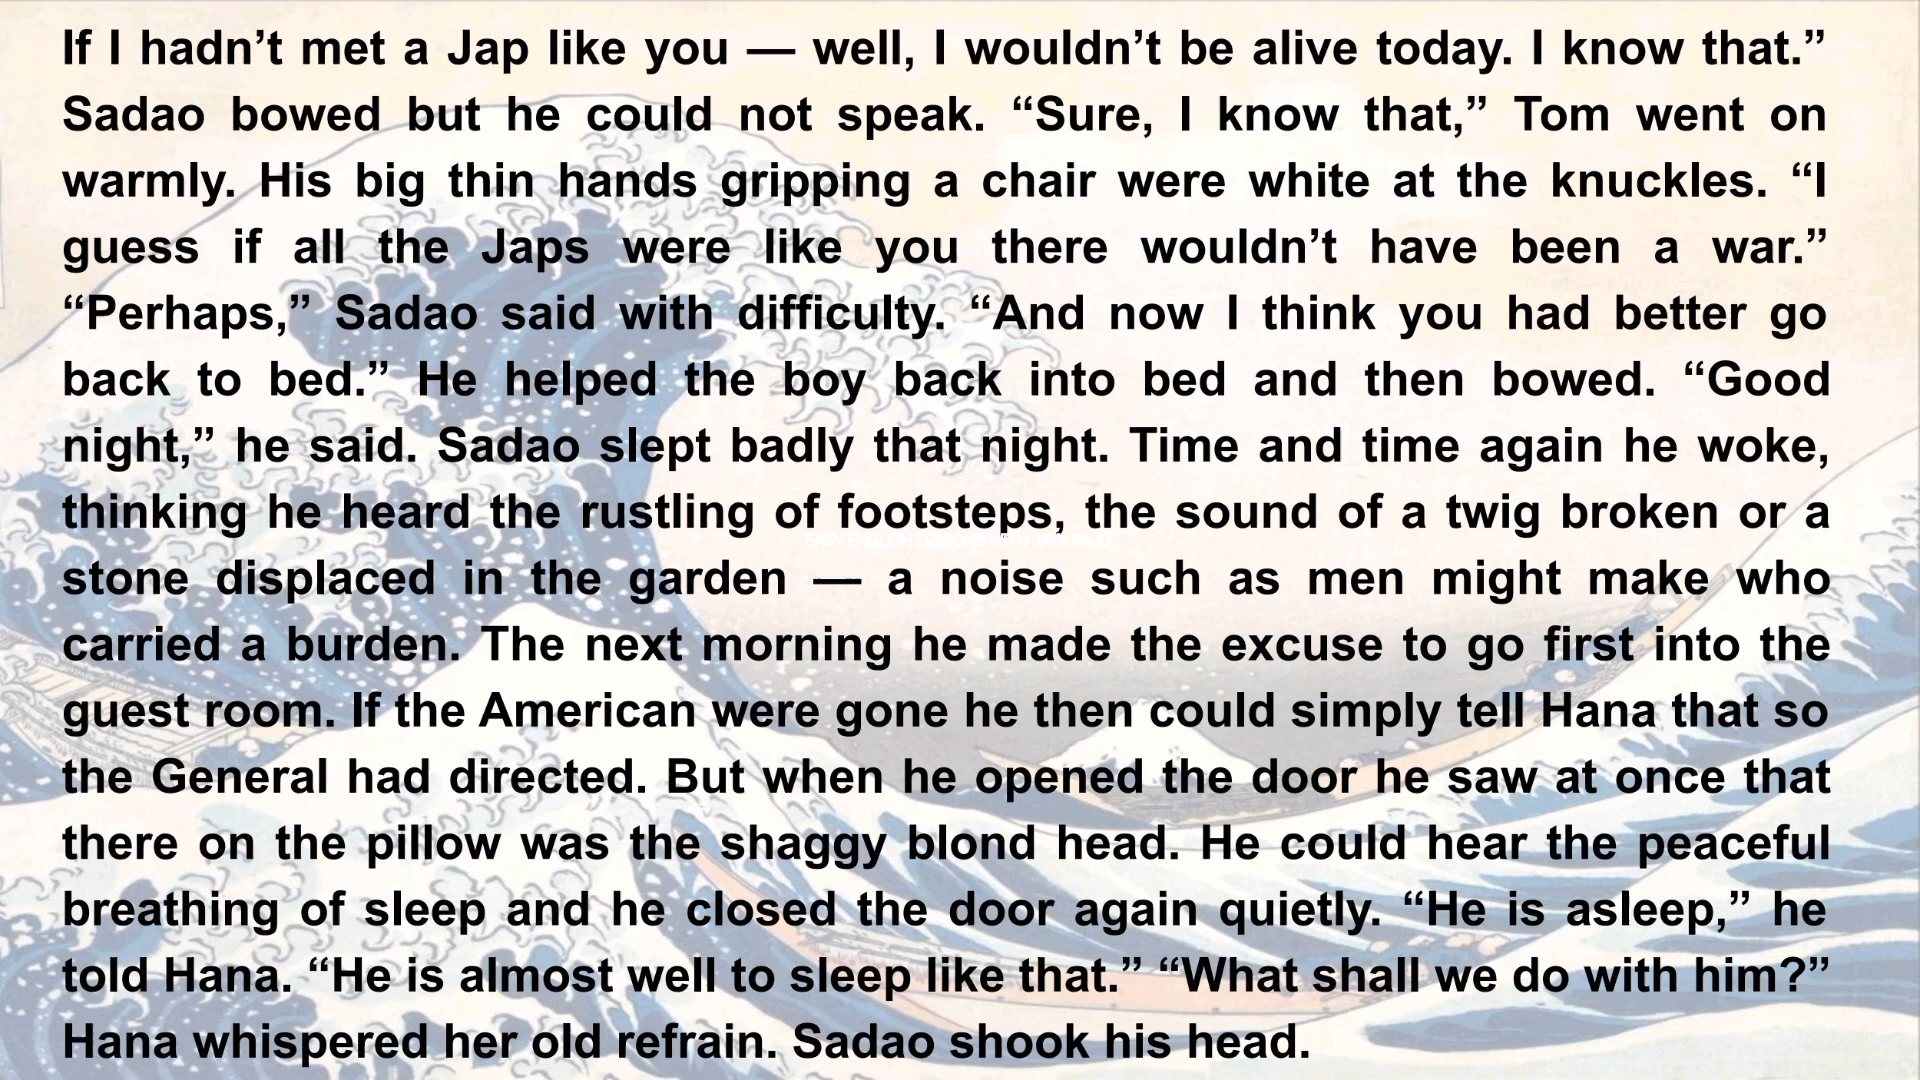 If I hadn’t met a Jap like you — well, I wouldn’t be alive today. I know that.”
Sadao bowed but he could not speak. “Sure, I know that,” Tom went on
warmly. His big thin hands gripping a chair were white at the knuckles. “I
guess if all the Japs were like you there wouldn’t have been a war.”
“Perhaps,” Sadao said with difficulty. “And now I think you had better go
back to bed.” He helped the boy back into bed and then bowed. “Good
night,” he said. Sadao slept badly that night. Time and time again he woke,
thinking he heard the rustling of footsteps, the sound of a twig broken or a
EASY ENGLISH LESSONS WITH
stone displaced in the garden — a noise such as men might make who
carried a burden. The next morning he made the excuse to go first into the
guest room. If the American were gone he then could simply tell Hana that so
the General had directed. But when he opened the door he saw at once that
there on the pillow was the shaggy blond head. He could hear the peaceful
breathing of sleep and he closed the door again quietly. “He is asleep,” he
told Hana. “He is almost well to sleep like that.” “What shall we do with him?”
Hana whispered her old refrain. Sadao shook his head.